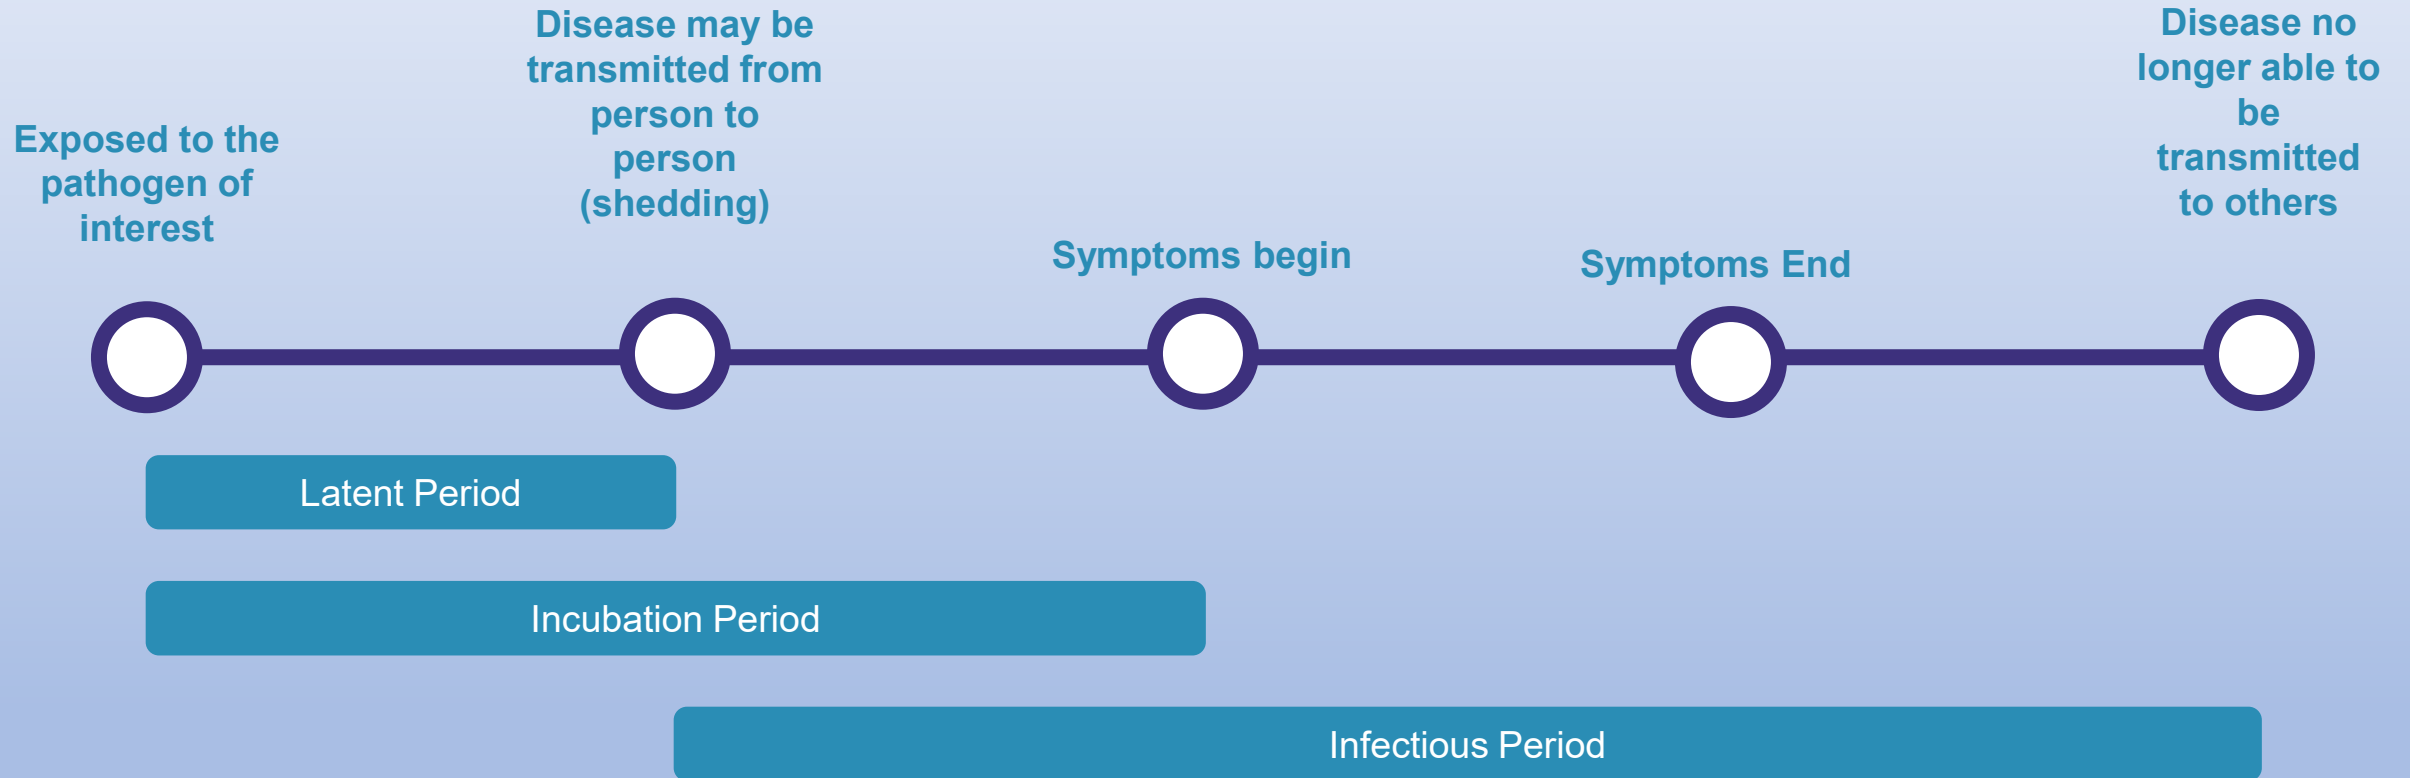 Exposed to the
pathogen of
interest
Disease may be
transmitted from
person to
person
(shedding)
Symptoms begin
Symptoms End
Disease no
longer able to
be
transmitted
to others
Latent Period
Incubation Period
Infectious Period